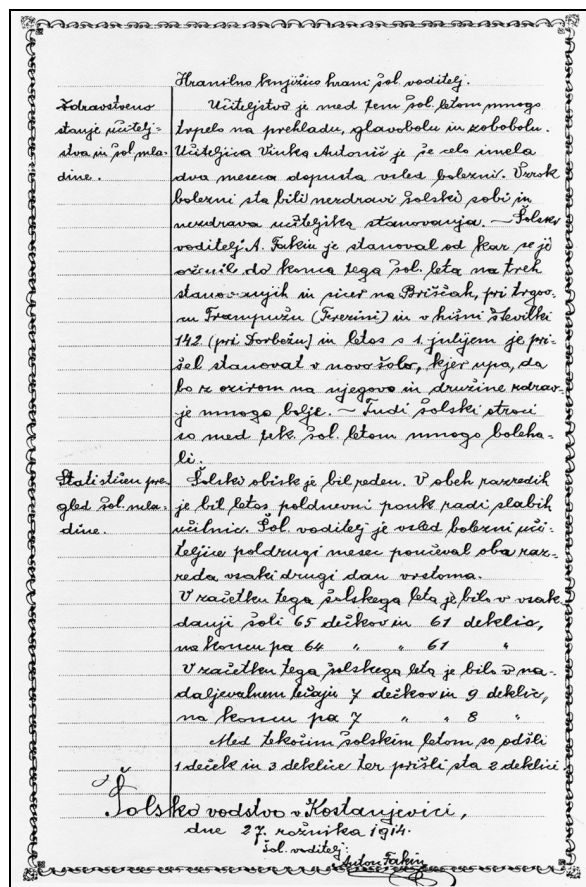 Hranilno knjižico hrani šol. voditelj.
Zdravstveno
stanje učitelj-
stva in šol. mla-
dine.
Učiteljstvo je med tem šol. letom mnogo
trpelo na prehladu, glavobolu in zobobolu.
Učiteljica Vinka Antonič je še celo imela
dva meseca dopusta vsled bolezni. Vzrok
bolezni sta bili nezdravi šolski sobi in
nezdrava učiteljska stanovanja. — Šolski
voditelj A. Fakin je stanoval od kar se je
oženil do konca tega šol. leta na treh
stanovanjih in sicer na Briščah, pri trgov-
cu Trampužu (Terezini) in v hišni številki
142 (pri Forbežu) in letos s 1. julijem je pri-
šel stanovat v novo šolo, kjer upa, da
bo z ozirom na njegovo in družine zdrav-
je mnogo bolje. — Tudi šolski otroci
so med tek. šol. letom mnogo boleha-
li.
Statističen pre-
gled šol. mla-
dine.
Šolski obisk je bil reden. V obeh razredih
je bil letos poldnevni pouk radi slabih
učilnic. Šol. voditelj je vsled bolezni uči-
teljice poldrugi mesec poučeval oba raz-
reda vsaki drugi dan vrstoma.
V začetku tega šolskega leta je bilo v vsak-
danji šoli 65 dečkov in 61 deklic,
na koncu pa 64 " " 61 "
V začetku tega šolskega leta je bilo v na-
daljevalnem tečaju 7 dečkov in 9 deklic,
na koncu pa 7 " " 8 "
Med tekočim šolskim letom so odšli
1 deček in 3 deklice ter prišli sta 2 deklici.
Šolsko vodstvo v Kostanjevici,
dne 27. rožnika 1914.
Šol. voditelj:
Anton Fakin